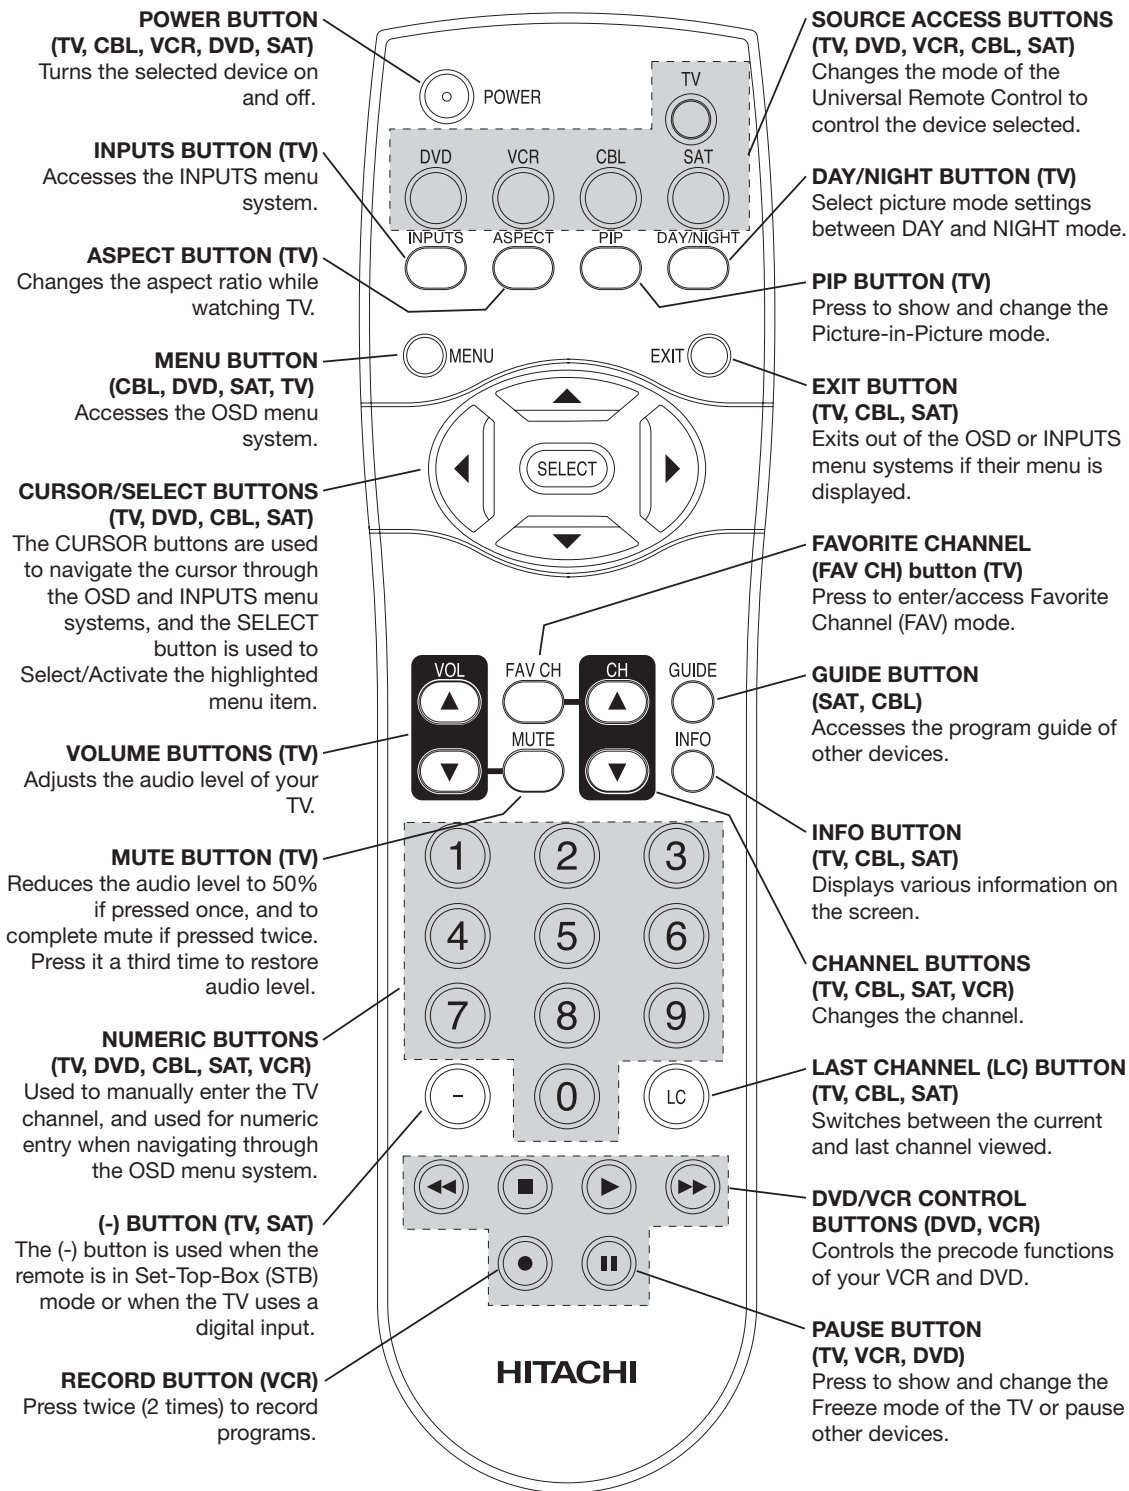 POWER BUTTON
(TV, CBL, VCR, DVD, SAT)
Turns the selected device on
and off.
INPUTS BUTTON (TV)
Accesses the INPUTS menu
system.
ASPECT BUTTON (TV)
Changes the aspect ratio while
watching TV.
MENU BUTTON
(CBL, DVD, SAT, TV)
Accesses the OSD menu
system.
CURSOR/SELECT BUTTONS
(TV, DVD, CBL, SAT)
The CURSOR buttons are used
to navigate the cursor through
the OSD and INPUTS menu
systems, and the SELECT
button is used to
Select/Activate the highlighted
menu item.
VOLUME BUTTONS (TV)
Adjusts the audio level of your
TV.
MUTE BUTTON (TV)
Reduces the audio level to 50%
if pressed once, and to
complete mute if pressed twice.
Press it a third time to restore
audio level.
NUMERIC BUTTONS
(TV, DVD, CBL, SAT, VCR)
Used to manually enter the TV
channel, and used for numeric
entry when navigating through
the OSD menu system.
(-) BUTTON (TV, SAT)
The (-) button is used when the
remote is in Set-Top-Box (STB)
mode or when the TV uses a
digital input.
RECORD BUTTON (VCR)
Press twice (2 times) to record
programs.
POWER
TV
DVD VCR CBL SAT
INPUTS ASPECT PIP DAY/NIGHT
MENU EXIT
SELECT
VOL FAV CH CH GUIDE
MUTE INFO
1 2 3
4 5 6
7 8 9
- 0 LC
HITACHI
SOURCE ACCESS BUTTONS
(TV, DVD, VCR, CBL, SAT)
Changes the mode of the
Universal Remote Control to
control the device selected.
DAY/NIGHT BUTTON (TV)
Select picture mode settings
between DAY and NIGHT mode.
PIP BUTTON (TV)
Press to show and change the
Picture-in-Picture mode.
EXIT BUTTON
(TV, CBL, SAT)
Exits out of the OSD or INPUTS
menu systems if their menu is
displayed.
FAVORITE CHANNEL
(FAV CH) button (TV)
Press to enter/access Favorite
Channel (FAV) mode.
GUIDE BUTTON
(SAT, CBL)
Accesses the program guide of
other devices.
INFO BUTTON
(TV, CBL, SAT)
Displays various information on
the screen.
CHANNEL BUTTONS
(TV, CBL, SAT, VCR)
Changes the channel.
LAST CHANNEL (LC) BUTTON
(TV, CBL, SAT)
Switches between the current
and last channel viewed.
DVD/VCR CONTROL
BUTTONS (DVD, VCR)
Controls the precode functions
of your VCR and DVD.
PAUSE BUTTON
(TV, VCR, DVD)
Press to show and change the
Freeze mode of the TV or pause
other devices.